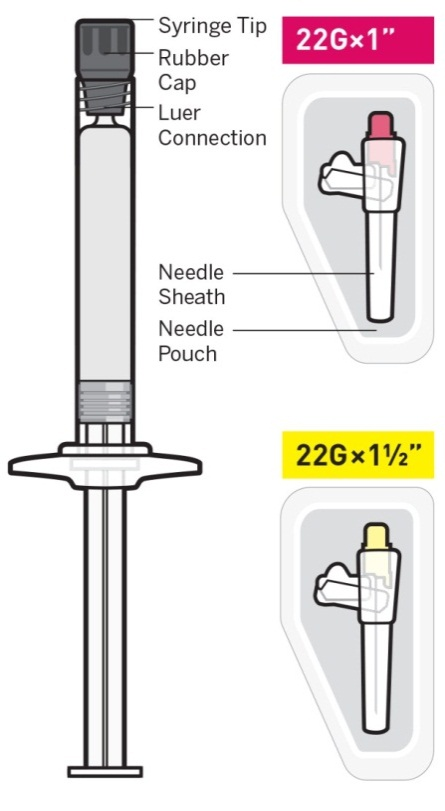 Syringe Tip
Rubber
Cap
Luer
Connection
22G×1”
Needle
Sheath
Needle
Pouch
22G×1½”